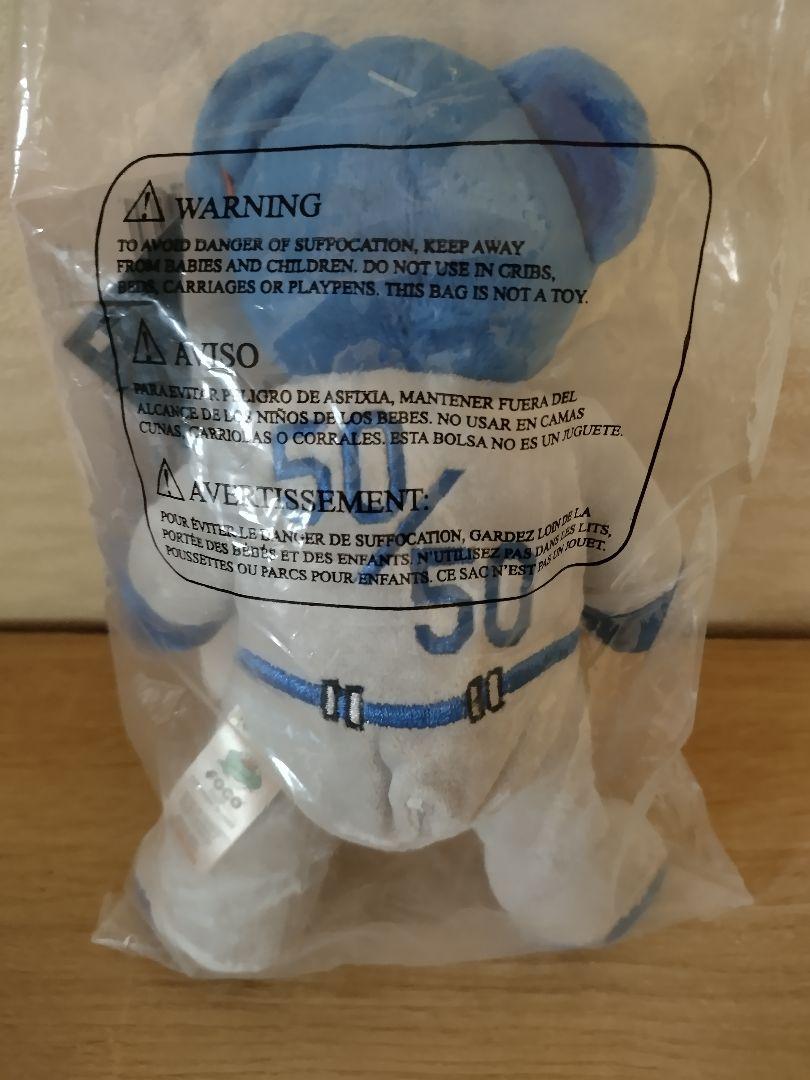 WARNING
TO AVOID DANGER OF SUFFOCATION, KEEP AWAY
FROM BABIES AND CHILDREN. DO NOT USE IN CRIBS,
BEDS, CARRIAGES OR PLAYPENS. THIS BAG IS NOT A TOY.
AVISO
PARA EVITAR PELIGRO DE ASFIXIA, MANTENER FUERA DEL
ALCANCE DE LOS NIÑOS DE LOS BEBES. NO USAR EN CAMAS
CUNAS, CARRIOLAS O CORRALES. ESTA BOLSA NO ES UN JUGUETE.
50/
50
AVERTISSEMENT:
POUR ÉVITER LE DANGER DE SUFFOCATION, GARDEZ LOIN DE LA
PORTÉE DES BÉBÉS ET DES ENFANTS. N'UTILISEZ PAS DANS LES LITS,
POUSSETTES OU PARCS POUR ENFANTS. CE SAC N'EST PAS UN JOUET.
FOCO